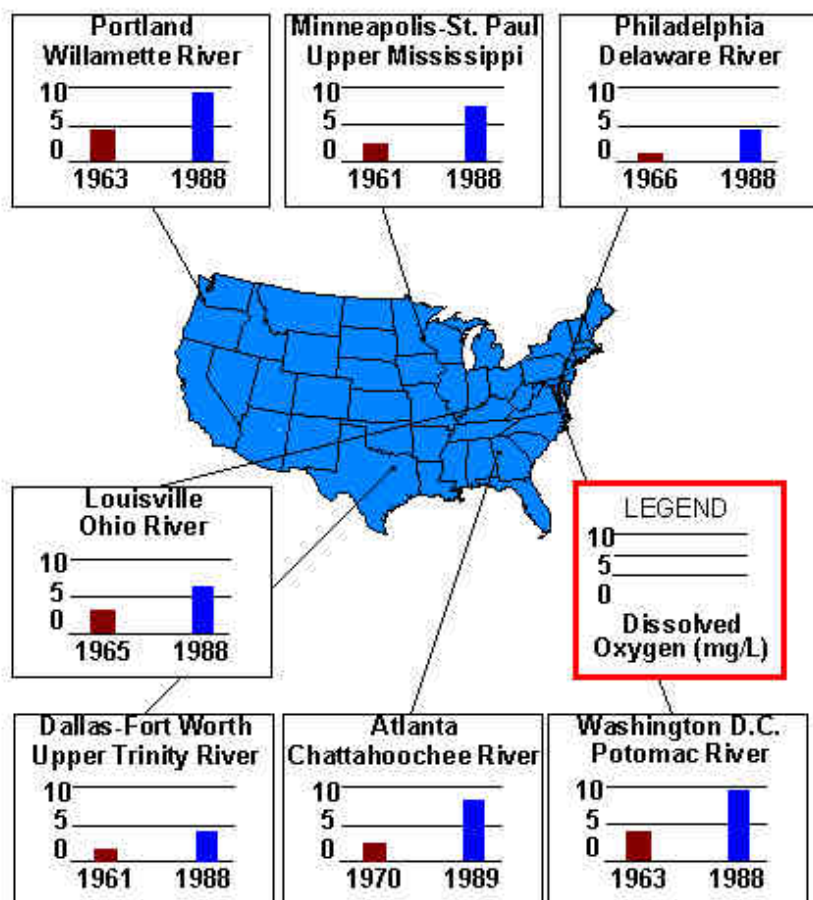 Portland
Willamette River
10
5
0
1963 1988
Minneapolis-St. Paul
Upper Mississippi
10
5
0
1961 1988
Philadelphia
Delaware River
10
5
0
1966 1988
Louisville
Ohio River
10
5
0
1965 1988
LEGEND
10
5
0
Dissolved
Oxygen (mg/L)
Dallas-Fort Worth
Upper Trinity River
10
5
0
1961 1988
Atlanta
Chattahoochee River
10
5
0
1970 1989
Washington D.C.
Potomac River
10
5
0
1963 1988